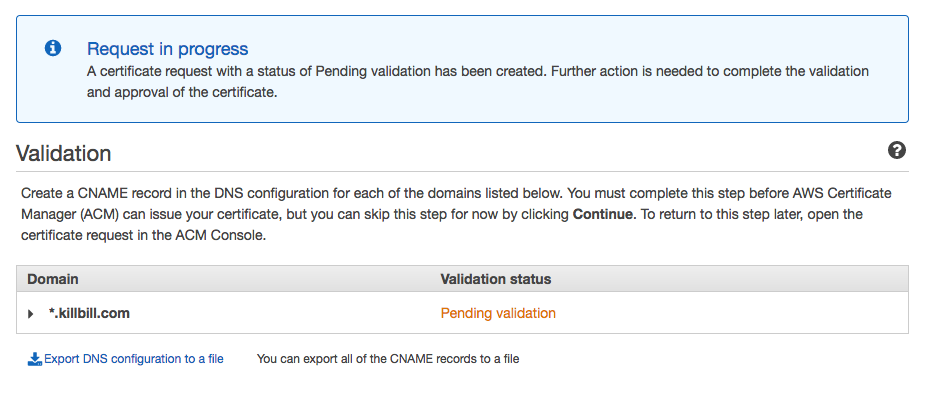 Request in progress
A certificate request with a status of Pending validation has been created. Further action is needed to complete the validation
and approval of the certificate.
Validation
Create a CNAME record in the DNS configuration for each of the domains listed below. You must complete this step before AWS Certificate
Manager (ACM) can issue your certificate, but you can skip this step for now by clicking Continue. To return to this step later, open the
certificate request in the ACM Console.
Domain Validation status
*.killbill.com Pending validation
Export DNS configuration to a file You can export all of the CNAME records to a file